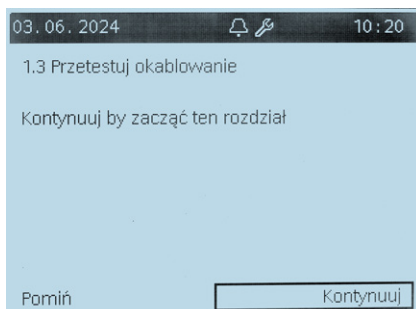 03.06.2024 10:20
1.3 Przetestuj okablowanie
Kontynuuj by zacząć ten rozdział
Pomiń Kontynuuj